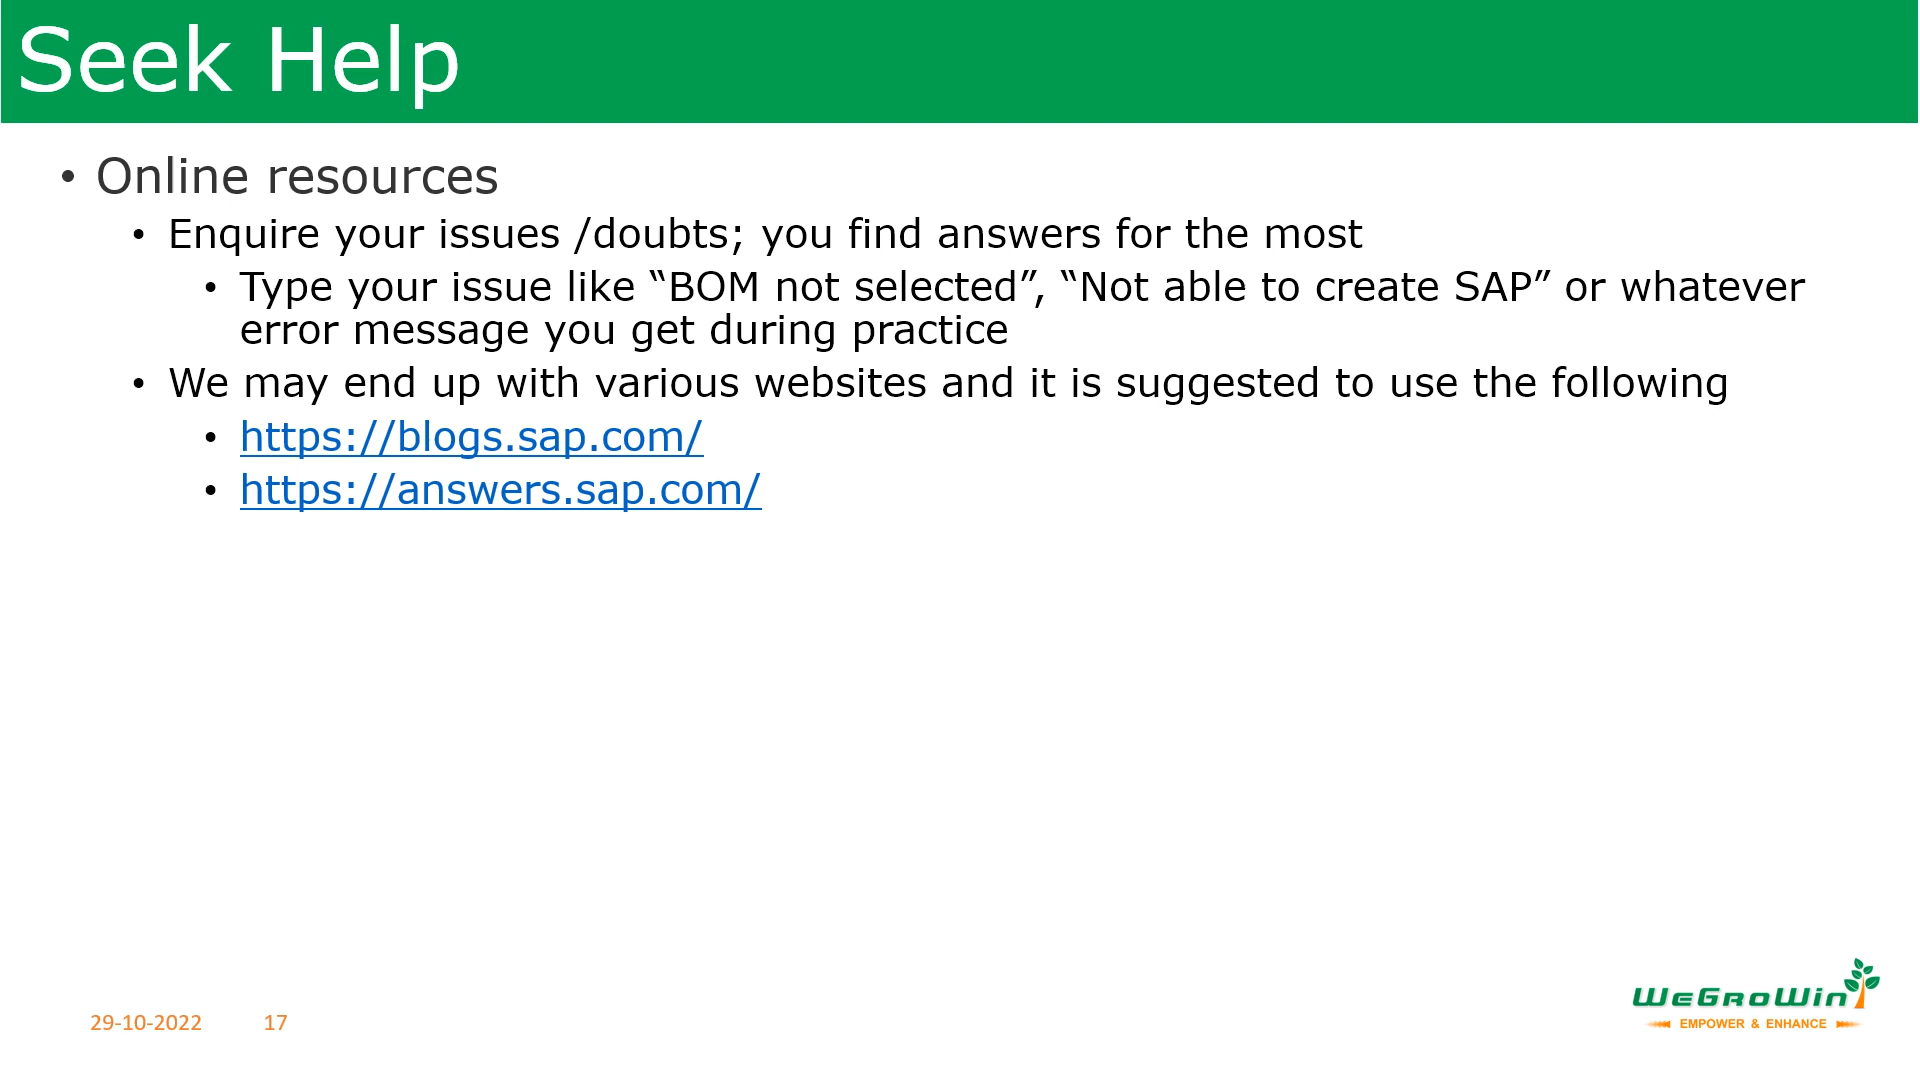 Seek Help
• Online resources
• Enquire your issues /doubts; you find answers for the most
• Type your issue like “BOM not selected”, “Not able to create SAP” or whatever
error message you get during practice
• We may end up with various websites and it is suggested to use the following
• https://blogs.sap.com/
• https://answers.sap.com/
29-10-2022 17
WeGroWin
EMPOWER & ENHANCE